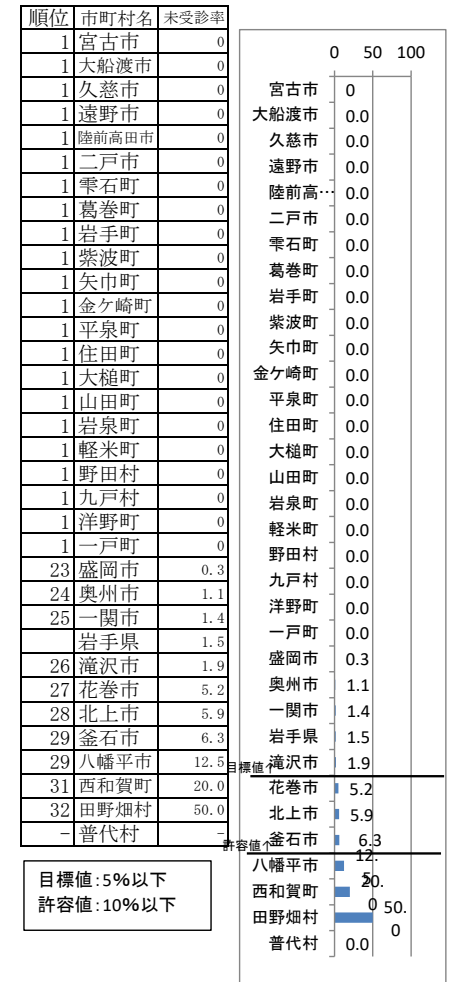 順位 市町村名 未受診率
1 宮古市 0
1 大船渡市 0
1 久慈市 0
1 遠野市 0
1 陸前高田市 0
1 二戸市 0
1 雫石町 0
1 葛巻町 0
1 岩手町 0
1 紫波町 0
1 矢巾町 0
1 金ケ崎町 0
1 平泉町 0
1 住田町 0
1 大槌町 0
1 山田町 0
1 岩泉町 0
1 軽米町 0
1 野田村 0
1 九戸村 0
1 洋野町 0
1 一戸町 0
23 盛岡市 0.3
24 奥州市 1.1
25 一関市 1.4
岩手県 1.5
26 滝沢市 1.9
27 花巻市 5.2
28 北上市 5.9
29 釜石市 6.3
29 八幡平市 12.5
31 西和賀町 20.0
32 田野畑村 50.0
− 普代村 −
目標値:5%以下
許容値:10%以下
0 50 100
宮古市 0
大船渡市 0.0
久慈市 0.0
遠野市 0.0
陸前高… 0.0
二戸市 0.0
雫石町 0.0
葛巻町 0.0
岩手町 0.0
紫波町 0.0
矢巾町 0.0
金ケ崎町 0.0
平泉町 0.0
住田町 0.0
大槌町 0.0
山田町 0.0
岩泉町 0.0
軽米町 0.0
野田村 0.0
九戸村 0.0
洋野町 0.0
一戸町 0.0
盛岡市 0.3
奥州市 1.1
一関市 1.4
岩手県 1.5
滝沢市 1.9
目標値↑
花巻市 5.2
北上市 5.9
釜石市 6.3
許容値↑
八幡平市 12.5
西和賀町 20.0
田野畑村 50.0
普代村 0.0